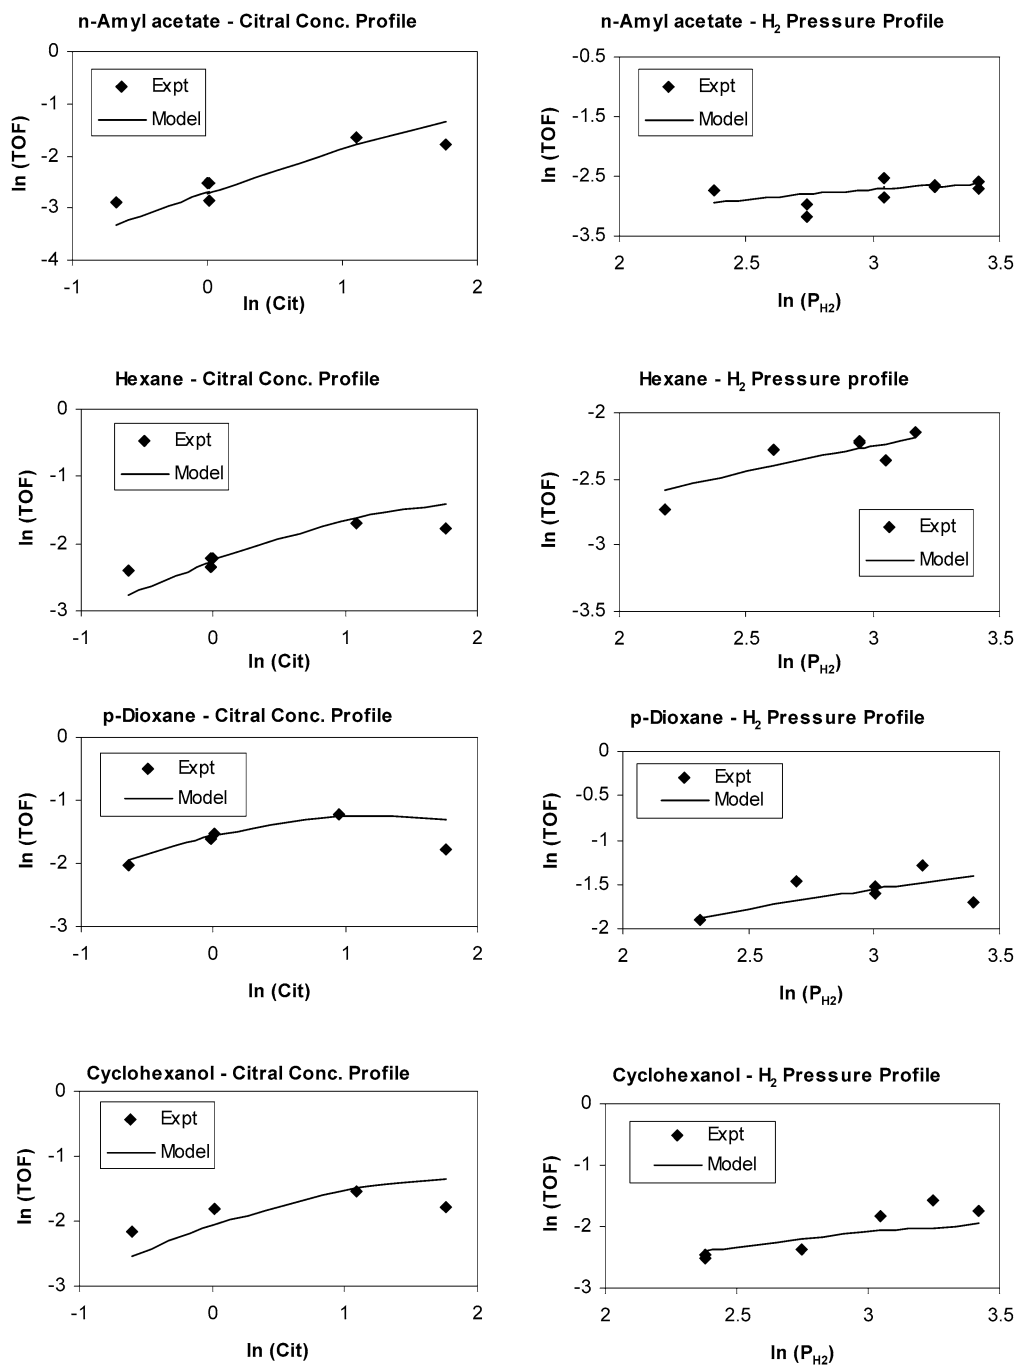 n-Amyl acetate - Citral Conc. Profile
0
-1
-2
-3
-4
ln (TOF)
Expt
Model
-1 0 1 2
ln (Cit)
n-Amyl acetate - H2 Pressure Profile
-0.5
-1.5
-2.5
-3.5
ln (TOF)
Expt
Model
2 2.5 3 3.5
ln (PH2)
Hexane - Citral Conc. Profile
0
-1
-2
-3
ln (TOF)
Expt
Model
-1 0 1 2
ln (Cit)
Hexane - H2 Pressure profile
-2
-2.5
-3
-3.5
ln (TOF)
Expt
Model
2 2.5 3 3.5
ln (PH2)
p-Dioxane - Citral Conc. Profile
0
-1
-2
-3
ln (TOF)
Expt
Model
-1 0 1 2
ln (Cit)
p-Dioxane - H2 Pressure Profile
0
-0.5
-1
-1.5
-2
ln (TOF)
Expt
Model
2 2.5 3 3.5
ln (PH2)
Cyclohexanol - Citral Conc. Profile
0
-1
-2
-3
ln (TOF)
Expt
Model
-1 0 1 2
ln (Cit)
Cyclohexanol - H2 Pressure Profile
0
-1
-2
-3
ln (TOF)
Expt
Model
2 2.5 3 3.5
ln (PH2)